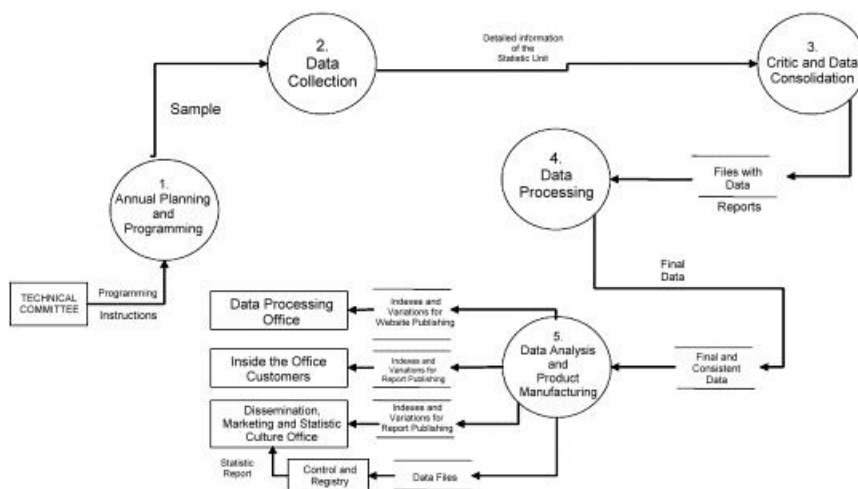 2.
Data
Collection
Detailed information
of the
Statistic Unit
3.
Critic and Data
Consolidation
Sample
1.
Annual Planning
and
Programming
4.
Data
Processing
Files with
Data
Reports
TECHNICAL
COMMITTEE
Programming
Instructions
Final
Data
Data Processing
Office
Indexes and
Variations for
Website Publishing
5.
Data Analysis
and
Product
Manufacturing
Final and
Consistent
Data
Inside the Office
Customers
Indexes and
Variations for
Report Publishing
Dissemination,
Marketing and Statistic
Culture Office
Indexes and
Variations for
Report Publishing
Statistic
Report
Control and
Registry
Data Files